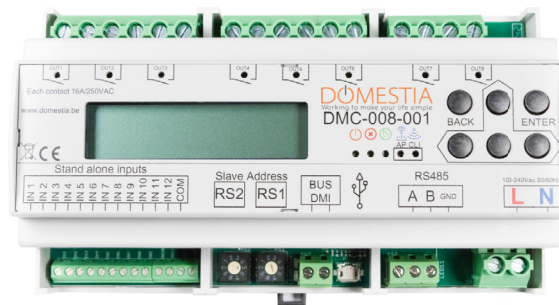 OUT1 OUT2 OUT3 OUT4 OUT5 OUT6 OUT7 OUT8
Each contact 16A/250VAC
www.domestia.be
DOMESTIA
Working to make your life simple
DMC-008-001
AP CLI
BACK
ENTER
CE
Stand alone inputs
IN 1
IN 2
IN 3
IN 4
IN 5
IN 6
IN 7
IN 8
IN 9
IN 10
IN 11
IN 12
COM
Slave Address
RS2 RS1
BUS
DMI
RS485
A B GND
100-240Vac 50/60Hz
L N